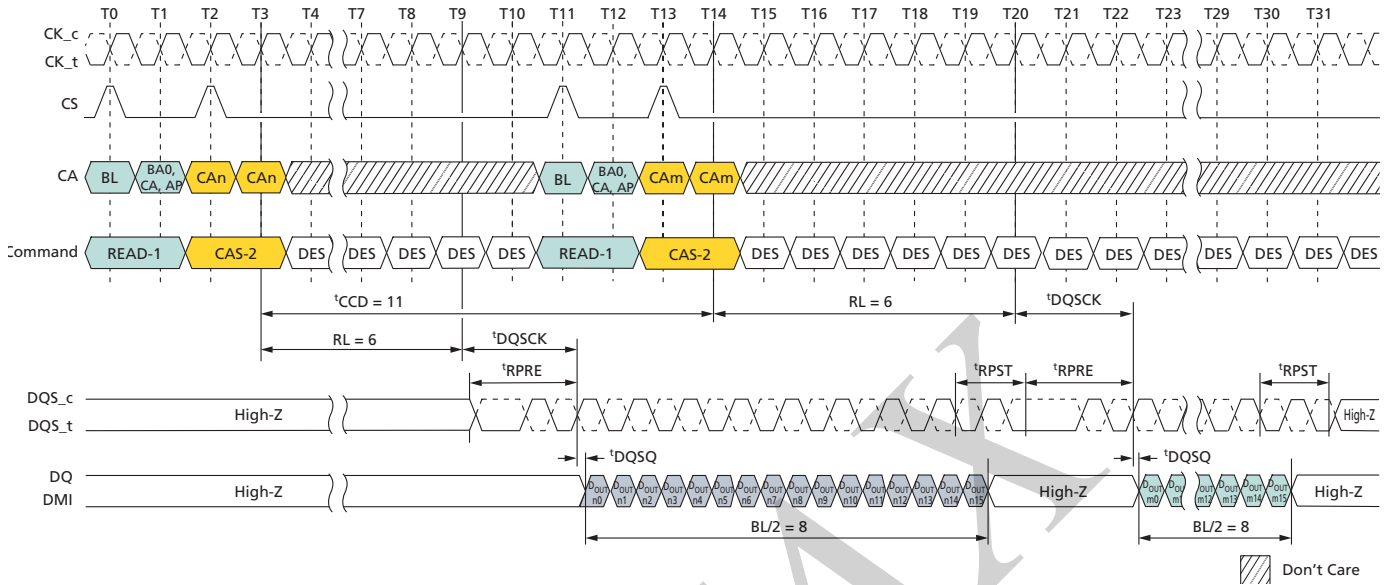 T0 T1 T2 T3 T4 T7 T8 T9 T10 T11 T12 T13 T14 T15 T16 T17 T18 T19 T20 T21 T22 T23 T29 T30 T31
CK_c
CK_t
CS
CA BL BA0, CA, AP CAn CAn BL BA0, CA, AP CAm CAm
Command READ-1 CAS-2 DES DES DES DES DES READ-1 CAS-2 DES DES DES DES DES DES DES DES DES DES DES DES DES
tCCD = 11 RL = 6 tDQSCK
RL = 6 tDQSCK
tRPRE tRPST tRPRE tRPST
DQS_c
DQS_t
High-Z High-Z
tDQSQ tDQSQ
DQ
DMI
High-Z DOUT n0 DOUT n1 DOUT n2 DOUT n3 DOUT n4 DOUT n5 DOUT n6 DOUT n7 DOUT n8 DOUT n9 DOUT n10 DOUT n11 DOUT n12 DOUT n13 DOUT n14 DOUT n15 High-Z DOUT m0 DOUT m1 DOUT m12 DOUT m13 DOUT m14 DOUT m15 High-Z
BL/2 = 8 BL/2 = 8
Don't Care